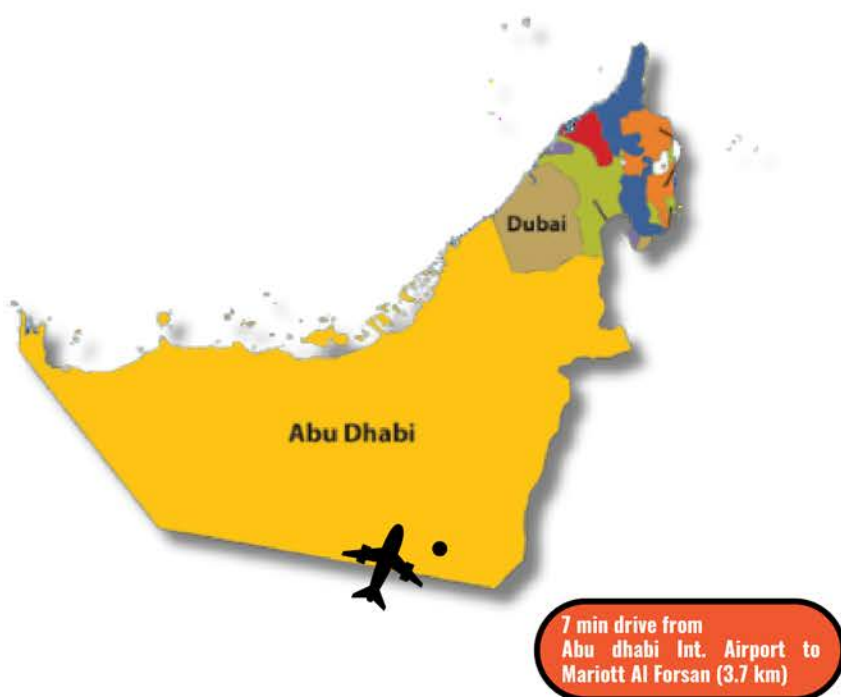 Dubai
Abu Dhabi
7 min drive from
Abu dhabi Int. Airport to
Mariott Al Forsan (3.7 km)